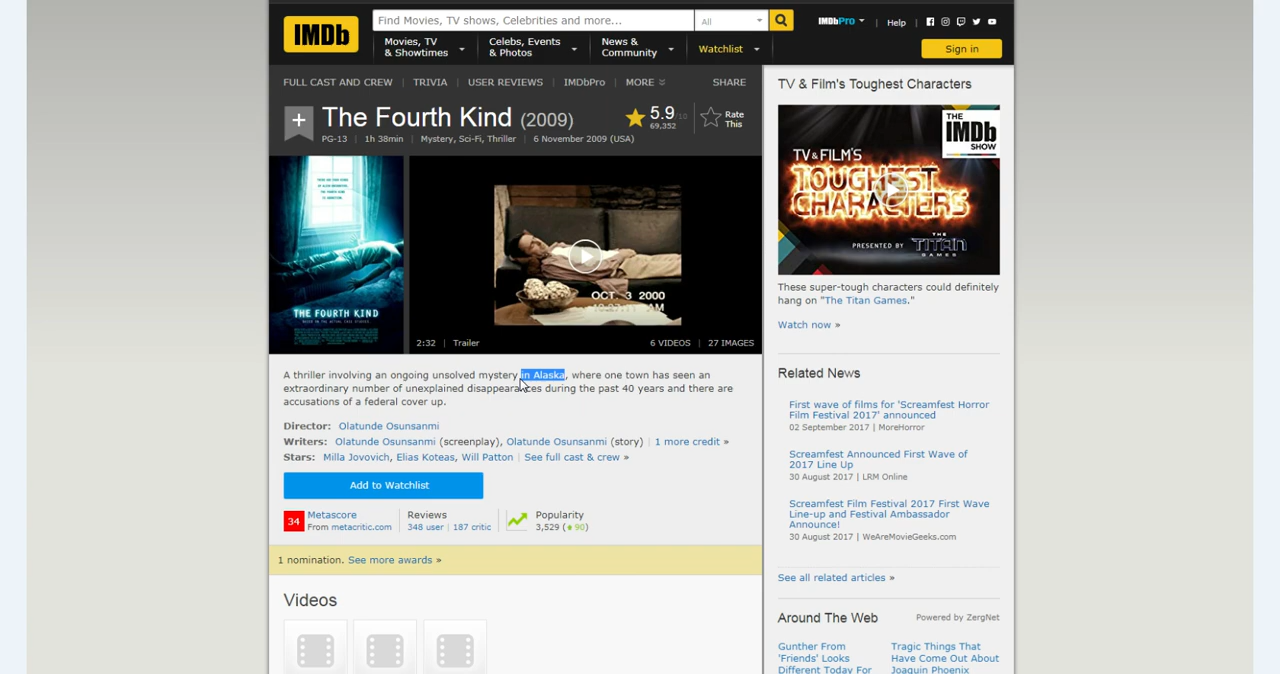 IMDb
Find Movies, TV shows, Celebrities and more...
All
IMDbPro
Help
Movies, TV & Showtimes
Celebs, Events & Photos
News & Community
Watchlist
Sign in
FULL CAST AND CREW | TRIVIA | USER REVIEWS | IMDbPro | MORE
SHARE
+ The Fourth Kind (2009)
5.9/10
69,352
Rate This
PG-13 | 1h 38min | Mystery, Sci-Fi, Thriller | 6 November 2009 (USA)
THE FOURTH KIND
OCT. 3 2000
2:32 Trailer
6 VIDEOS | 27 IMAGES
A thriller involving an ongoing unsolved mystery in Alaska, where one town has seen an
extraordinary number of unexplained disappearances during the past 40 years and there are
accusations of a federal cover up.
Director: Olatunde Osunsanmi
Writers: Olatunde Osunsanmi (screenplay), Olatunde Osunsanmi (story) | 1 more credit »
Stars: Milla Jovovich, Elias Koteas, Will Patton | See full cast & crew »
Add to Watchlist
34
Metascore
From metacritic.com
Reviews
348 user | 187 critic
Popularity
3,529 (90)
1 nomination. See more awards »
Videos
TV & Film's Toughest Characters
THE
IMDb
SHOW
TV & FILM'S
TOUGHEST
CHARACTERS
PRESENTED BY THE TITAN GAMES
These super-tough characters could definitely
hang on "The Titan Games."
Watch now »
Related News
First wave of films for 'Screamfest Horror
Film Festival 2017' announced
02 September 2017 | MoreHorror
Screamfest Announced First Wave of
2017 Line Up
30 August 2017 | LRM Online
Screamfest Film Festival 2017 First Wave
Line-up and Festival Ambassador
Announce!
30 August 2017 | WeAreMovieGeeks.com
See all related articles »
Around The Web
Powered by ZergNet
Gunther From
'Friends' Looks
Different Today For
Tragic Things That
Have Come Out About
Joaquin Phoenix